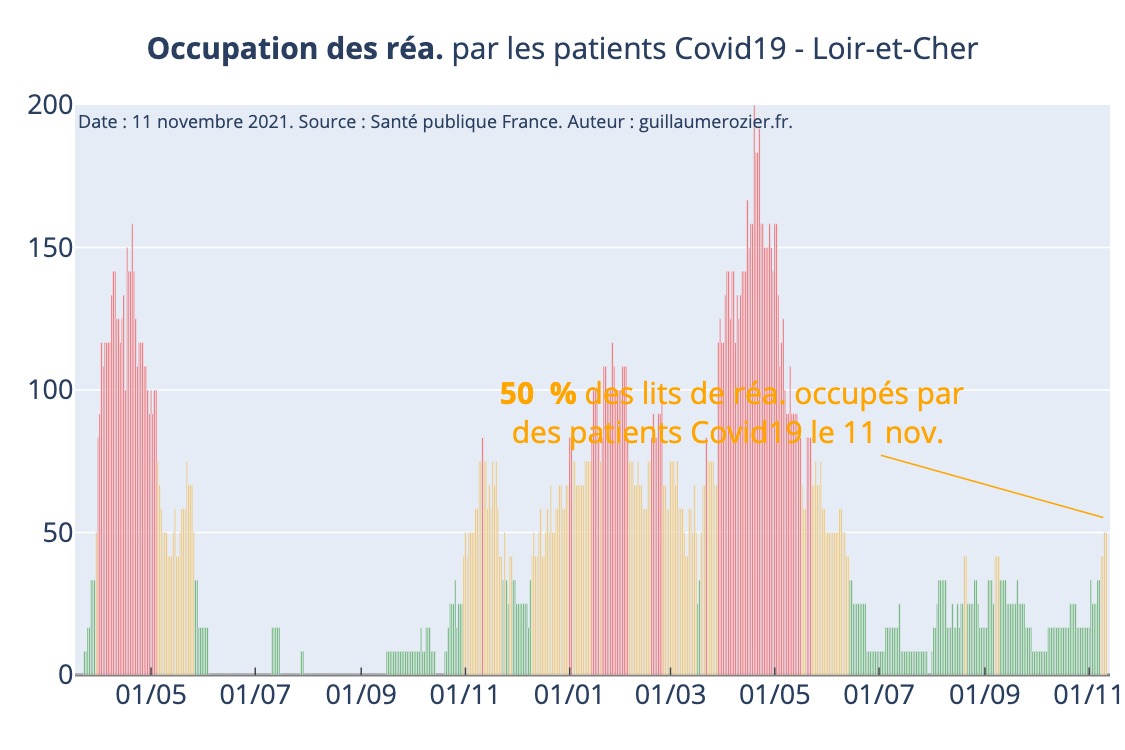 Occupation des réa. par les patients Covid19 - Loir-et-Cher
200
Date : 11 novembre 2021. Source : Santé publique France. Auteur : guillaumerozier.fr.
150
100
50 % des lits de réa. occupés par
des patients Covid19 le 11 nov.
50
0
01/05 01/07 01/09 01/11 01/01 01/03 01/05 01/07 01/09 01/11